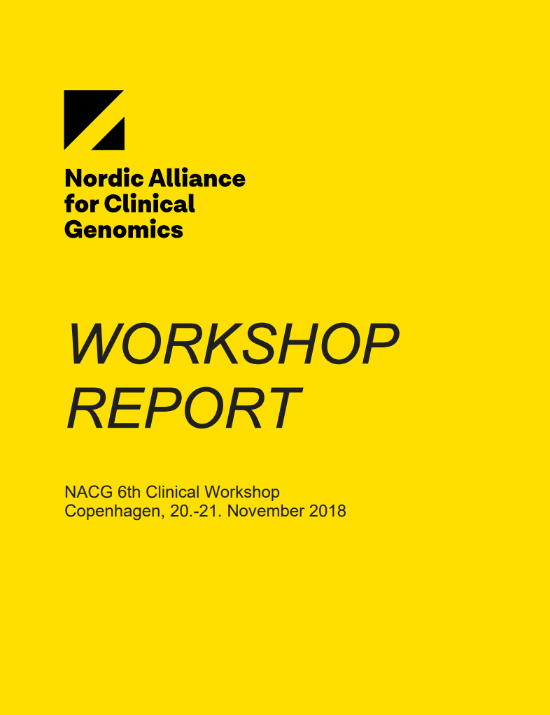 Nordic Alliance
for Clinical
Genomics
WORKSHOP
REPORT
NACG 6th Clinical Workshop
Copenhagen, 20.-21. November 2018